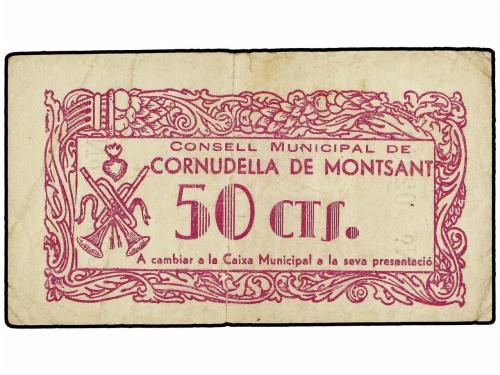 CONSELL MUNICIPAL DE
CORNUDELLA DE MONTSANT
50 CTS.
A cambiar a la Caixa Municipal a la seva presentació